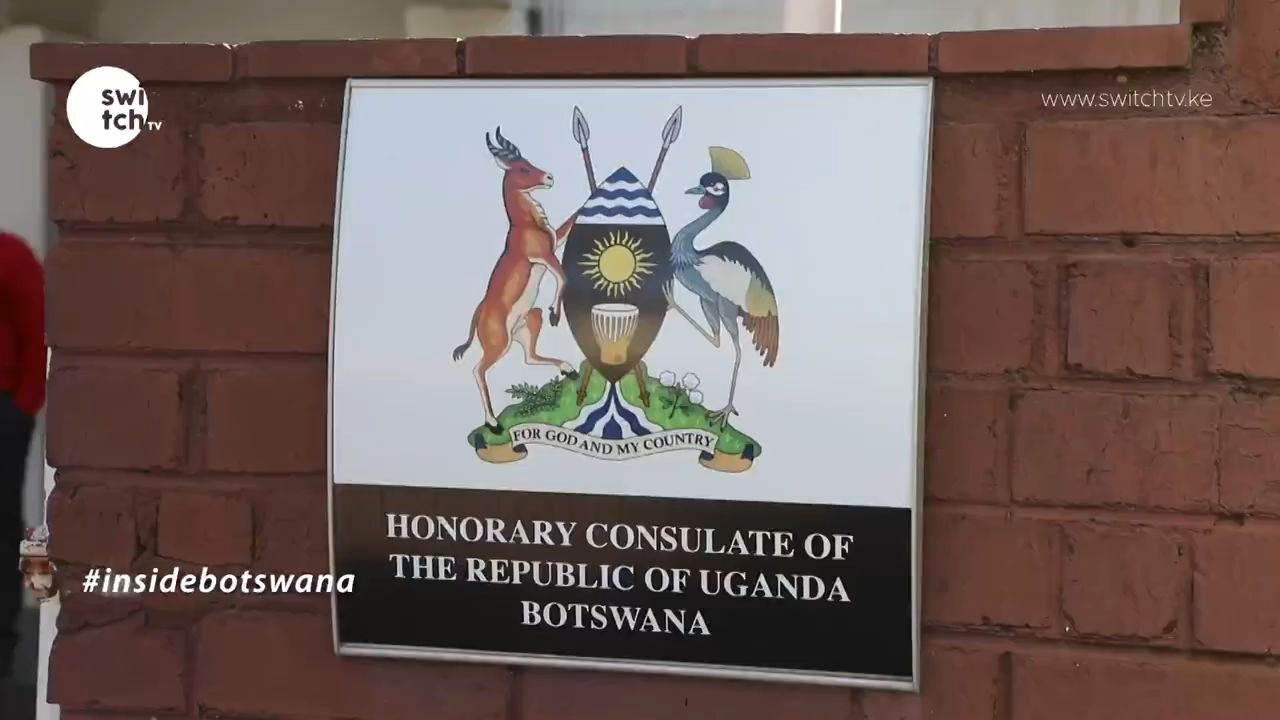 swi
tch TV
www.switchtv.ke
FOR GOD AND MY COUNTRY
HONORARY CONSULATE OF
THE REPUBLIC OF UGANDA
BOTSWANA
#insidebotswana